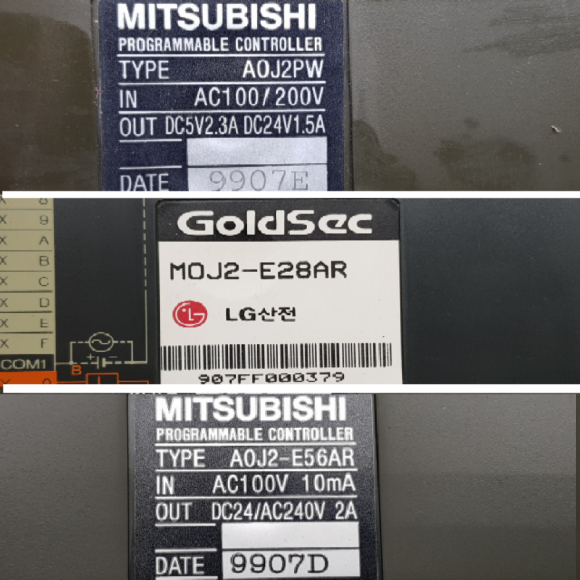 MITSUBISHI
PROGRAMMABLE CONTROLLER
TYPE A0J2PW
IN AC100/200V
OUT DC5V2.3A DC24V1.5A
DATE 9907E
X 8
X 9
X A
X B
X C
X D
X E
X F
COM1
B
GoldSec
M0J2-E28AR
LG산전
907FF000379
MITSUBISHI
PROGRAMMABLE CONTROLLER
TYPE A0J2-E56AR
IN AC100V 10mA
OUT DC24/AC240V 2A
DATE 9907D